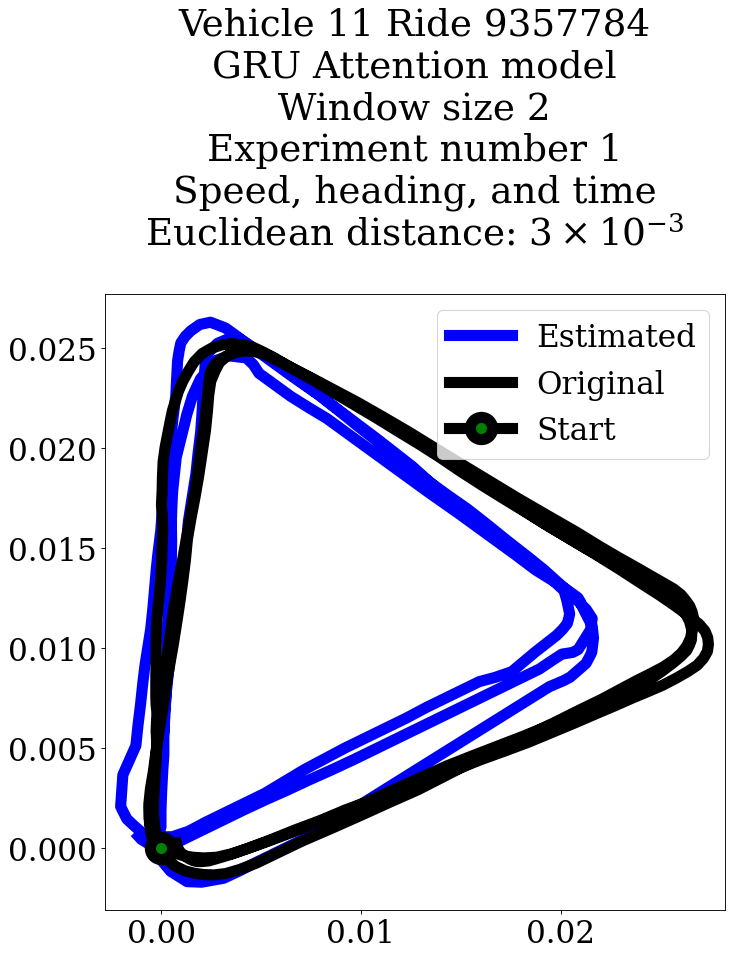 Vehicle 11 Ride 9357784
GRU Attention model
Window size 2
Experiment number 1
Speed, heading, and time
Euclidean distance: $3 \times 10^{-3}$
Estimated
Original
Start
0.025
0.020
0.015
0.010
0.005
0.000
0.00 0.01 0.02